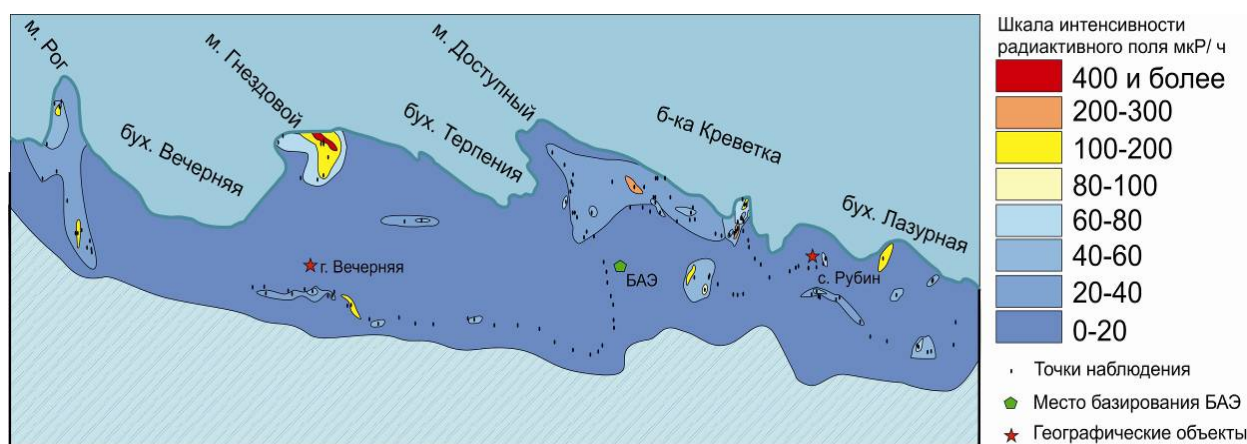 м. Рог
бух. Вечерняя
м. Гнездовой
бух. Терпения
м. Доступный
б-ка Креветка
бух. Лазурная
г. Вечерняя
БАЭ
с. Рубин
Шкала интенсивности
радиактивного поля мкР/ ч
400 и более
200-300
100-200
80-100
60-80
40-60
20-40
0-20
Точки наблюдения
Место базирования БАЭ
Географические объекты